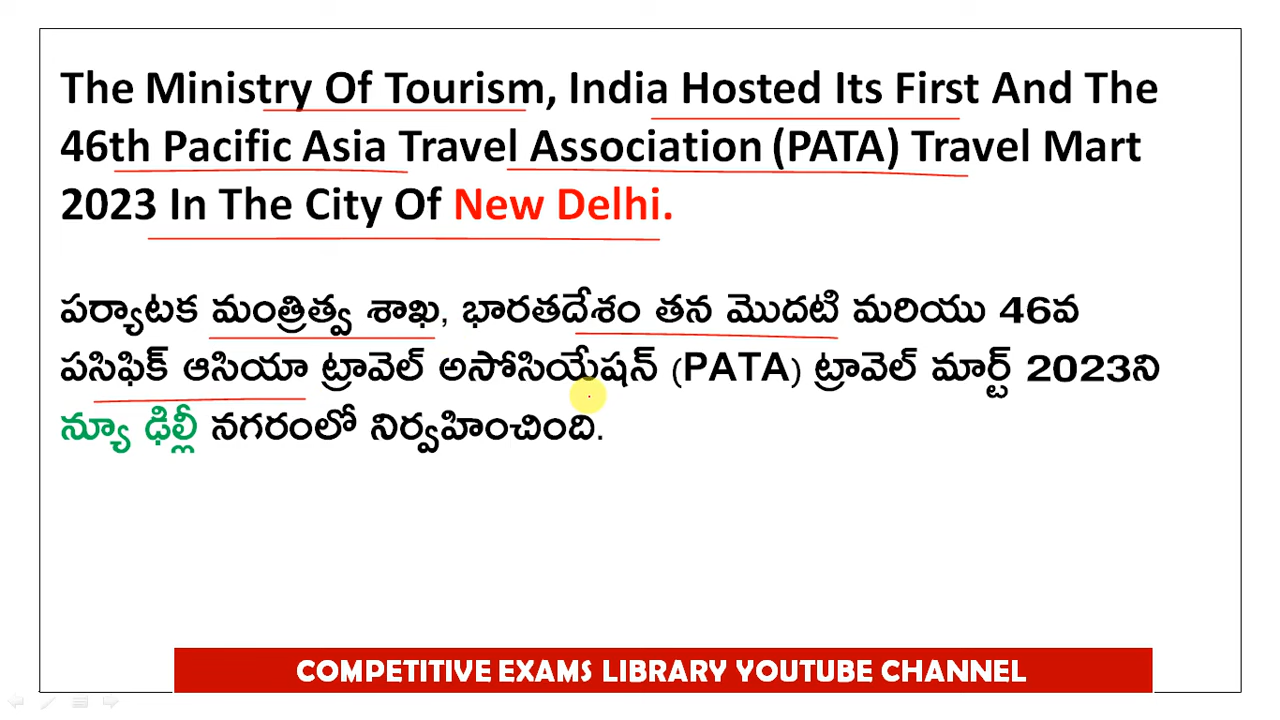 The Ministry Of Tourism, India Hosted Its First And The
46th Pacific Asia Travel Association (PATA) Travel Mart
2023 In The City Of New Delhi.
పర్యాటక మంత్రిత్వ శాఖ, భారతదేశం తన మొదటి మరియు 46వ
పసిఫిక్ ఆసియా ట్రావెల్ అసోసియేషన్ (PATA) ట్రావెల్ మార్ట్ 2023ని
న్యూ ఢిల్లీ నగరంలో నిర్వహించింది.
COMPETITIVE EXAMS LIBRARY YOUTUBE CHANNEL